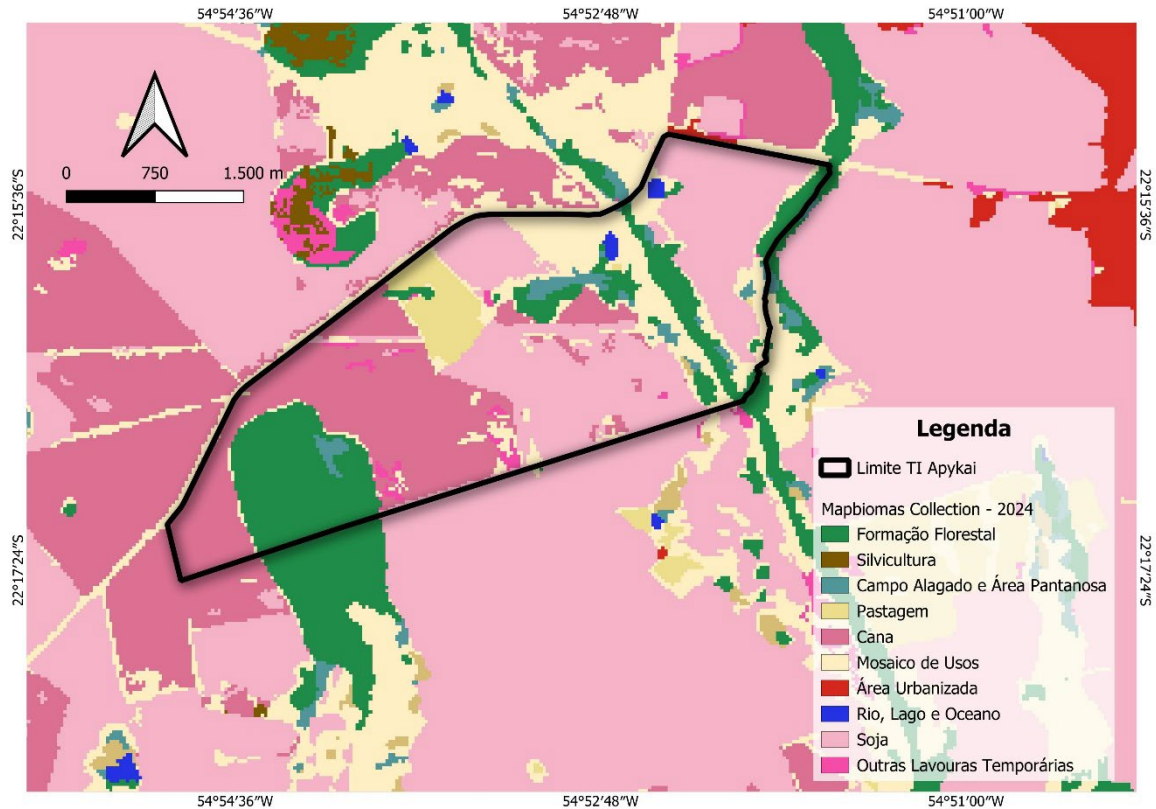 54°54′36″W 54°52′48″W 54°51′00″W
0 750 1.500 m
22°15′36″S 22°15′36″S
22°17′24″S 22°17′24″S
Legenda
Limite TI Apykai
Mapbiomas Collection - 2024
Formação Florestal
Silvicultura
Campo Alagado e Área Pantanosa
Pastagem
Cana
Mosaico de Usos
Área Urbanizada
Rio, Lago e Oceano
Soja
Outras Lavouras Temporárias
54°54′36″W 54°52′48″W 54°51′00″W